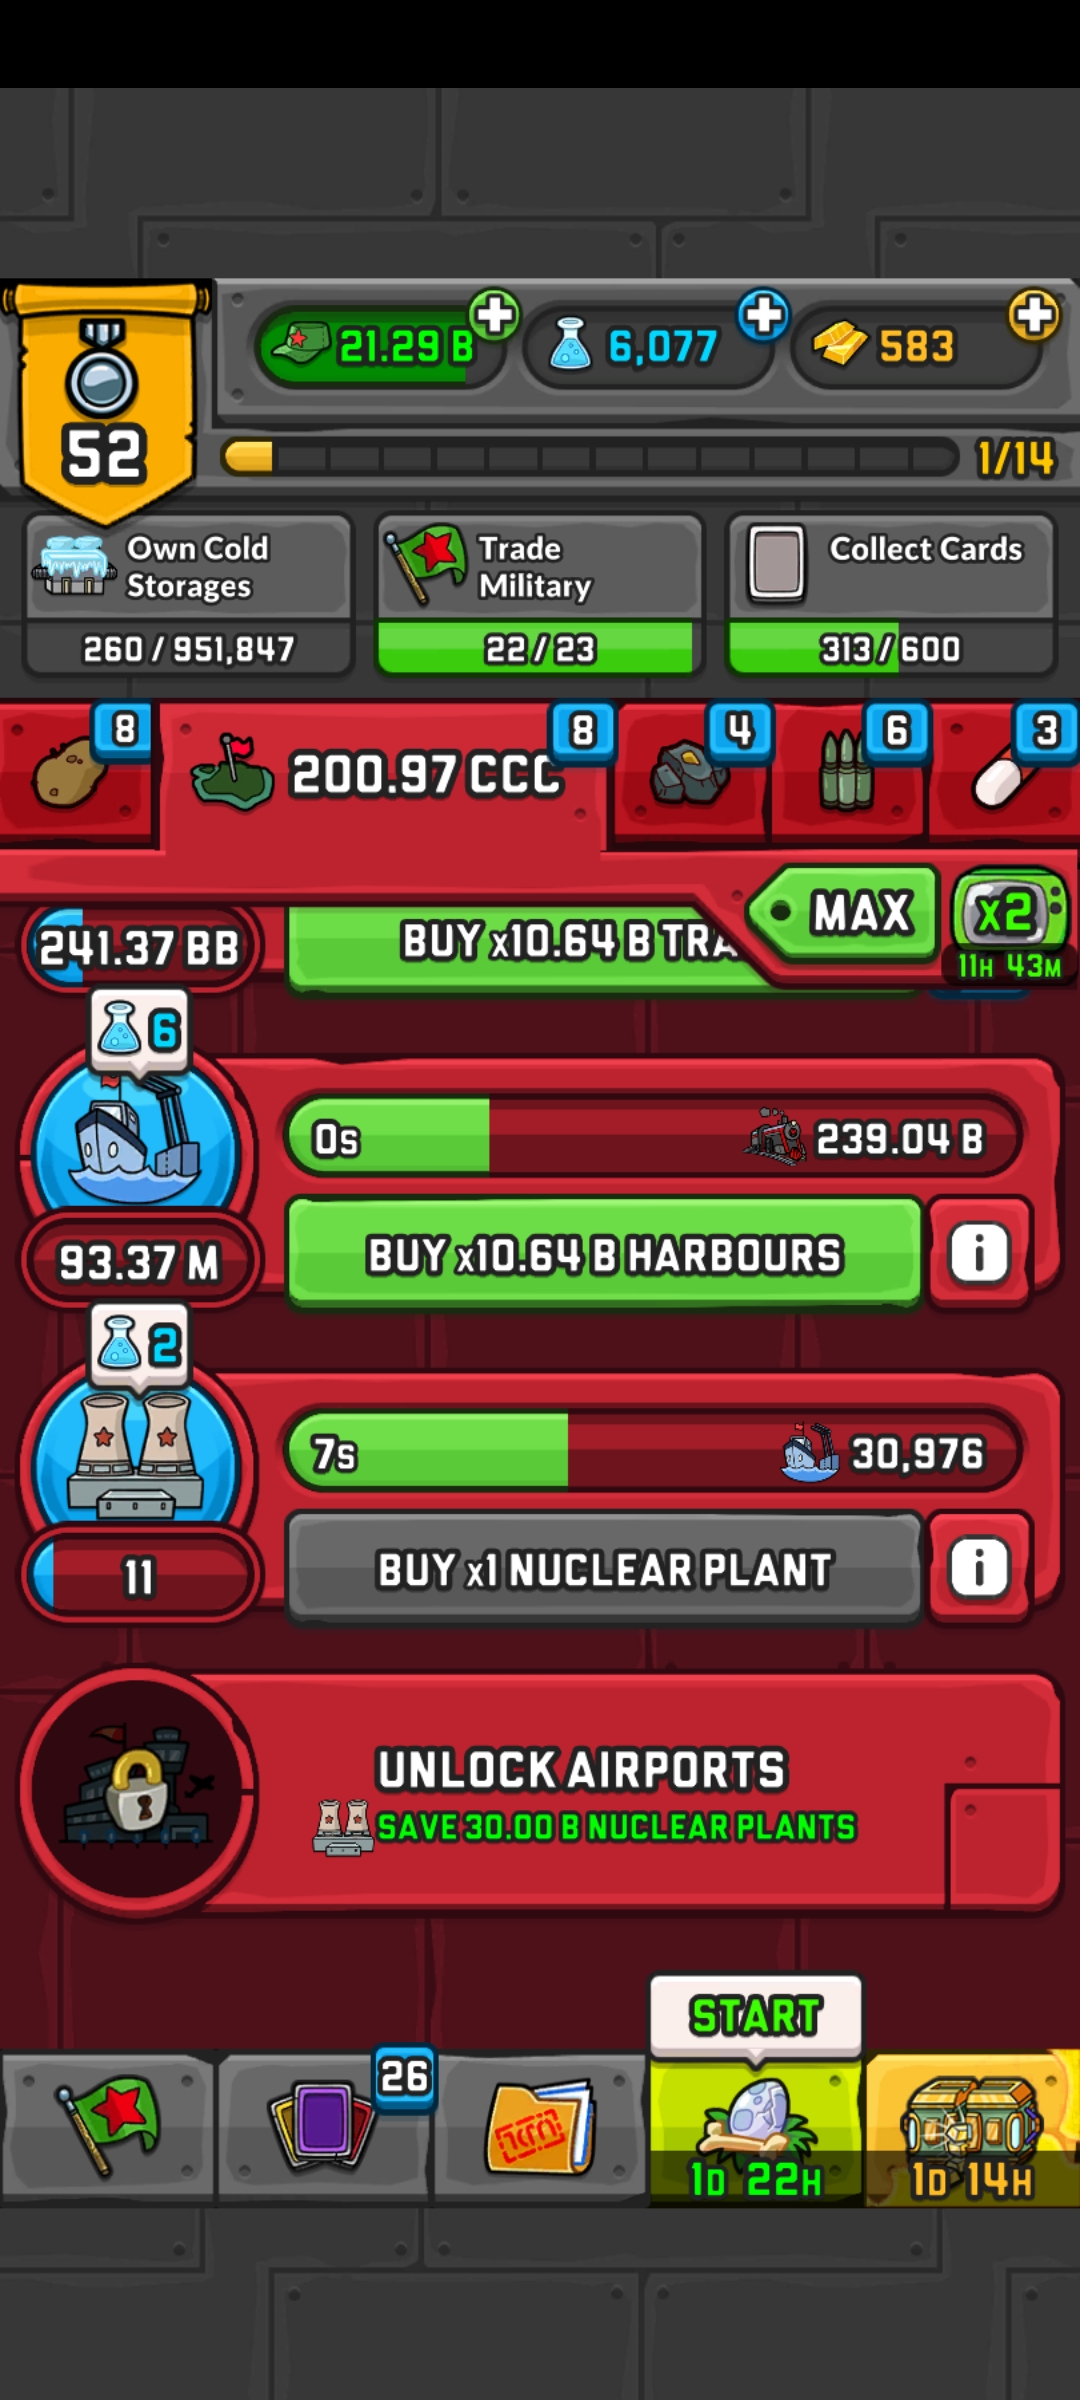 21.29 B
6,077
583
52
1/14
Own Cold
Storages
260 / 951,847
Trade
Military
22 / 23
Collect Cards
313 / 600
8
200.97 CCC
8
4
6
3
MAX
x2
11H 43M
241.37 BB
BUY x10.64 B TRA
6
0s
239.04 B
93.37 M
BUY x10.64 B HARBOURS
i
2
7s
30,976
11
BUY x1 NUCLEAR PLANT
i
UNLOCK AIRPORTS
SAVE 30.00 B NUCLEAR PLANTS
START
26
1D 22H
1D 14H